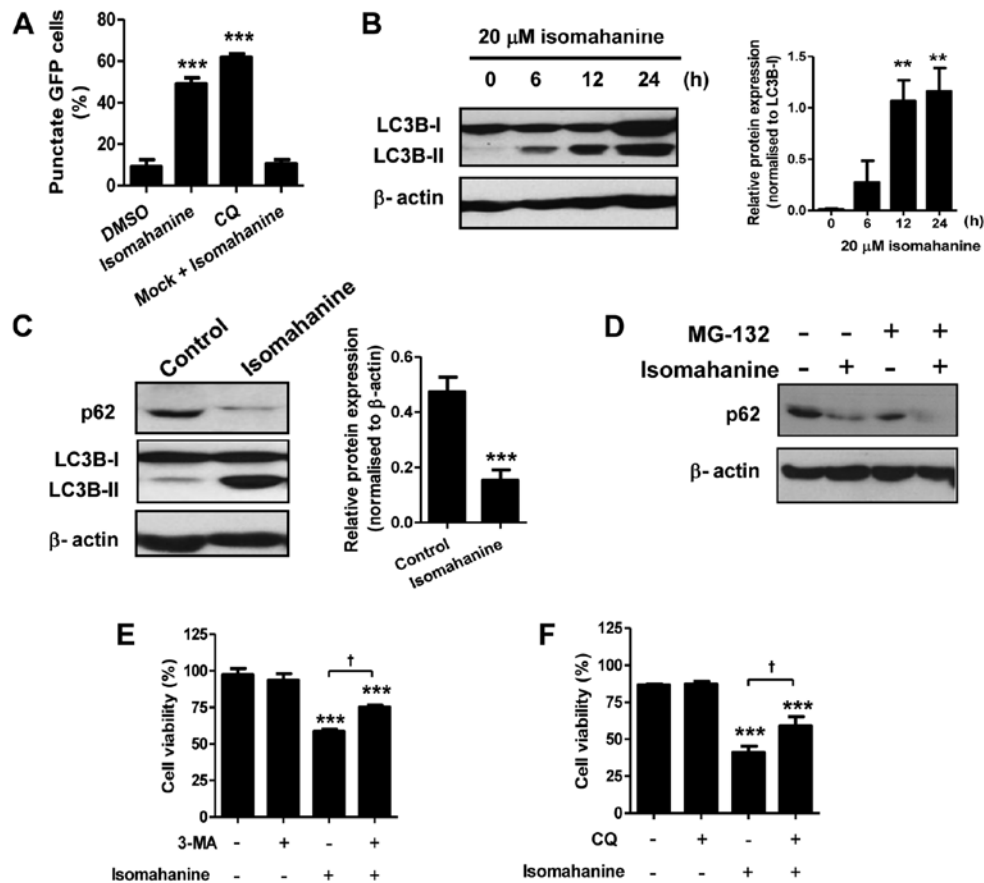 A
Punctate GFP cells
(%)
80
60
40
20
0
***
***
DMSO
Isomahanine
CQ
Mock + Isomahanine
B
20 μM isomahanine
0 6 12 24 (h)
LC3B-I
LC3B-II
β- actin
Relative protein expression
(normalised to LC3B-I)
1.5
1.0
0.5
0.0
** **
0 6 12 24 (h)
20 μM isomahanine
C
Control
Isomahanine
p62
LC3B-I
LC3B-II
β- actin
Relative protein expression
(normalised to β-actin)
0.6
0.4
0.2
0.0
***
Control
Isomahanine
D
MG-132 - - + +
Isomahanine - + - +
p62
β- actin
E
Cell viability (%)
125
100
75
50
25
0
†
***
***
3-MA - + - +
Isomahanine - - + +
F
Cell viability (%)
125
100
75
50
25
0
†
***
***
CQ - + - +
Isomahanine - - + +